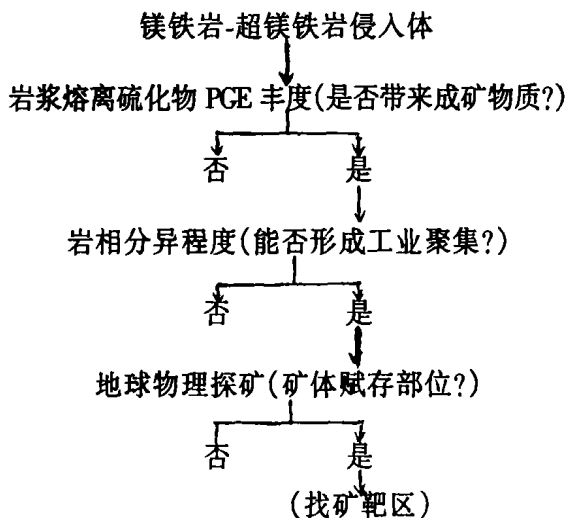 镁铁岩-超镁铁岩侵入体
岩浆熔离硫化物 PGE 丰度(是否带来成矿物质?)
否 是
岩相分异程度(能否形成工业聚集?)
否 是
地球物理探矿(矿体赋存部位?)
否 是
(找矿靶区)